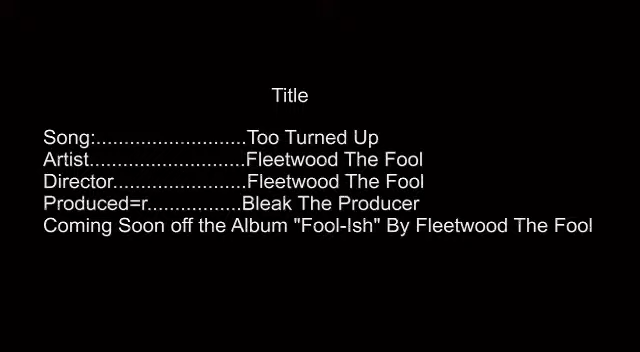 Title
Song:...........................Too Turned Up
Artist............................Fleetwood The Fool
Director........................Fleetwood The Fool
Produced=r.................Bleak The Producer
Coming Soon off the Album "Fool-Ish" By Fleetwood The Fool